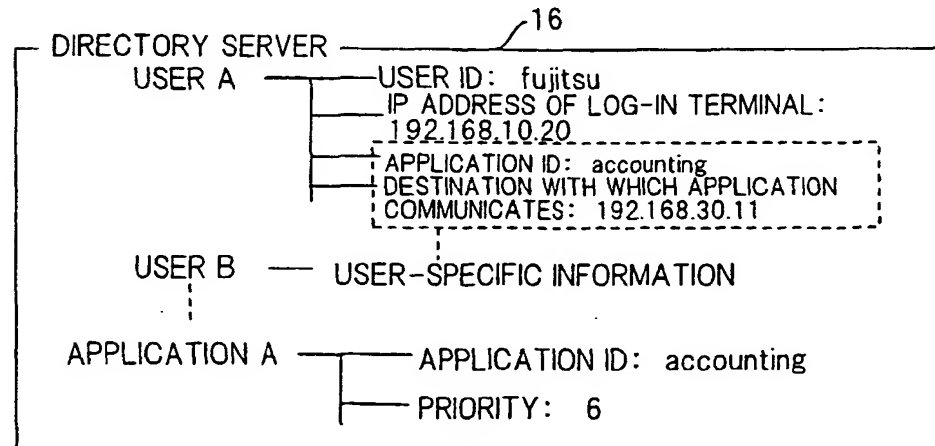 16
DIRECTORY SERVER
USER A
USER ID: fujitsu
IP ADDRESS OF LOG-IN TERMINAL:
192.168.10.20
APPLICATION ID: accounting
DESTINATION WITH WHICH APPLICATION
COMMUNICATES: 192.168.30.11
USER B
USER-SPECIFIC INFORMATION
APPLICATION A
APPLICATION ID: accounting
PRIORITY: 6